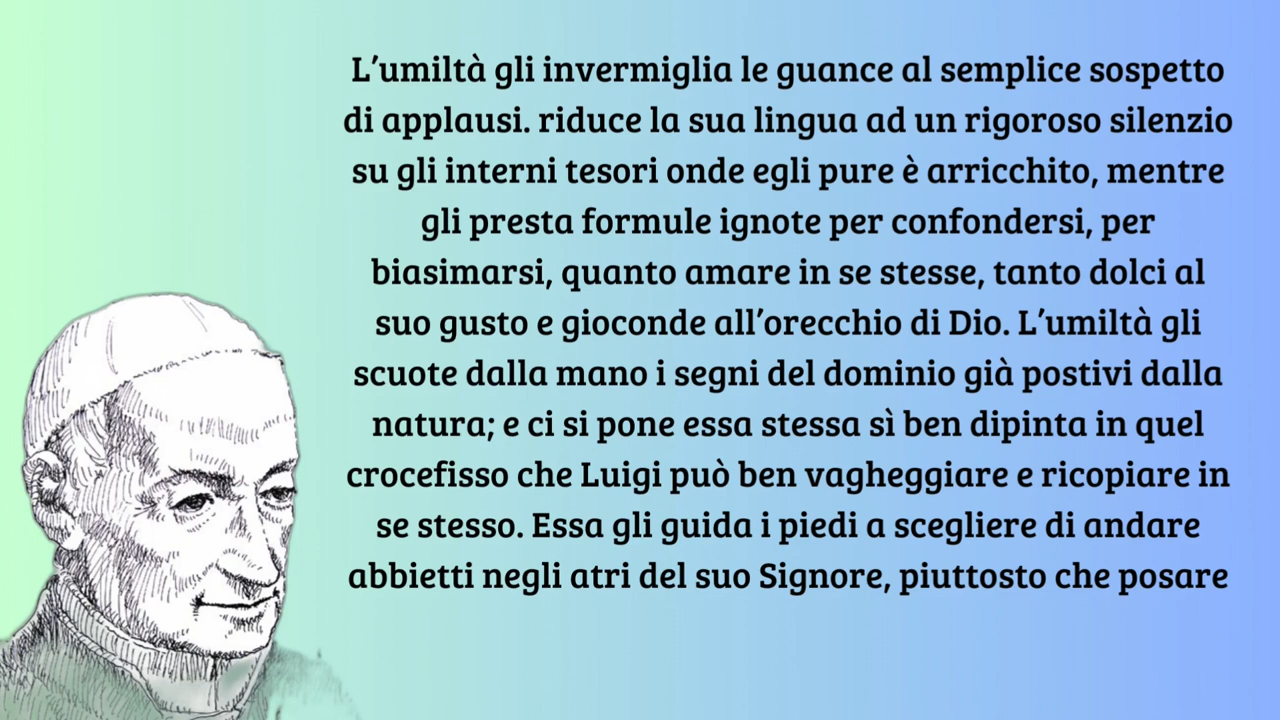 L'umiltà gli invermiglia le guance al semplice sospetto
di applausi. riduce la sua lingua ad un rigoroso silenzio
su gli interni tesori onde egli pure è arricchito, mentre
gli presta formule ignote per confondersi, per
biasimarsi, quanto amare in se stesse, tanto dolci al
suo gusto e gioconde all'orecchio di Dio. L'umiltà gli
scuote dalla mano i segni del dominio già postivi dalla
natura; e ci si pone essa stessa sì ben dipinta in quel
crocefisso che Luigi può ben vagheggiare e ricopiare in
se stesso. Essa gli guida i piedi a scegliere di andare
abbietti negli atri del suo Signore, piuttosto che posare